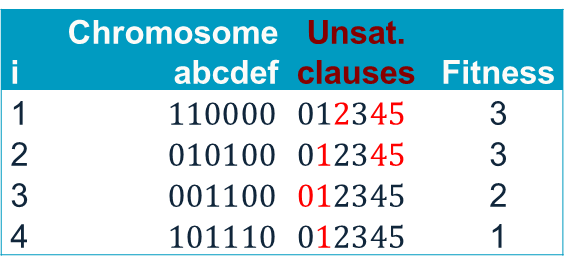 Chromosome Unsat.
i abcdef clauses Fitness
1 110000 012345 3
2 010100 012345 3
3 001100 012345 2
4 101110 012345 1